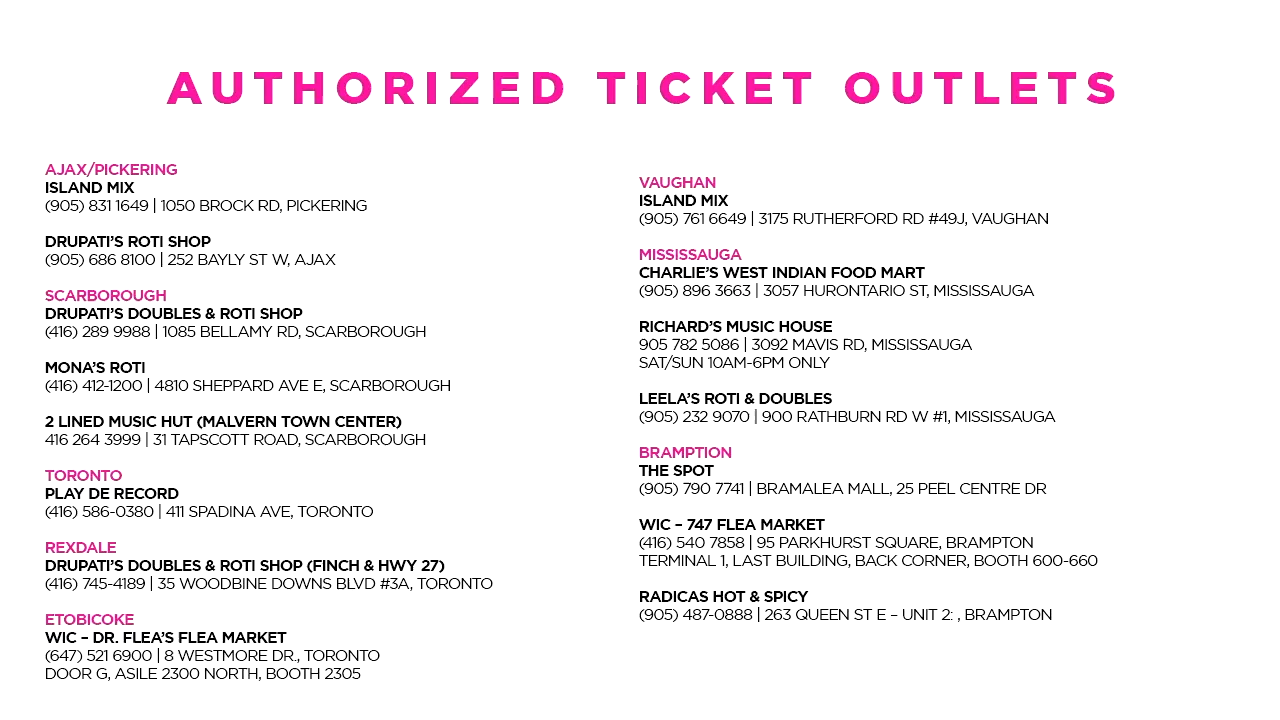 AUTHORIZED TICKET OUTLETS
AJAX/PICKERING
ISLAND MIX
(905) 831 1649 | 1050 BROCK RD, PICKERING
DRUPATI'S ROTI SHOP
(905) 686 8100 | 252 BAYLY ST W, AJAX
SCARBOROUGH
DRUPATI'S DOUBLES & ROTI SHOP
(416) 289 9988 | 1085 BELLAMY RD, SCARBOROUGH
MONA'S ROTI
(416) 412-1200 | 4810 SHEPPARD AVE E, SCARBOROUGH
2 LINED MUSIC HUT (MALVERN TOWN CENTER)
416 264 3999 | 31 TAPSCOTT ROAD, SCARBOROUGH
TORONTO
PLAY DE RECORD
(416) 586-0380 | 411 SPADINA AVE, TORONTO
REXDALE
DRUPATI'S DOUBLES & ROTI SHOP (FINCH & HWY 27)
(416) 745-4189 | 35 WOODBINE DOWNS BLVD #3A, TORONTO
ETOBICOKE
WIC – DR. FLEA'S FLEA MARKET
(647) 521 6900 | 8 WESTMORE DR., TORONTO
DOOR G, ASILE 2300 NORTH, BOOTH 2305
VAUGHAN
ISLAND MIX
(905) 761 6649 | 3175 RUTHERFORD RD #49J, VAUGHAN
MISSISSAUGA
CHARLIE'S WEST INDIAN FOOD MART
(905) 896 3663 | 3057 HURONTARIO ST, MISSISSAUGA
RICHARD'S MUSIC HOUSE
905 782 5086 | 3092 MAVIS RD, MISSISSAUGA
SAT/SUN 10AM-6PM ONLY
LEELA'S ROTI & DOUBLES
(905) 232 9070 | 900 RATHBURN RD W #1, MISSISSAUGA
BRAMPTION
THE SPOT
(905) 790 7741 | BRAMALEA MALL, 25 PEEL CENTRE DR
WIC – 747 FLEA MARKET
(416) 540 7858 | 95 PARKHURST SQUARE, BRAMPTON
TERMINAL 1, LAST BUILDING, BACK CORNER, BOOTH 600-660
RADICAS HOT & SPICY
(905) 487-0888 | 263 QUEEN ST E – UNIT 2: , BRAMPTON